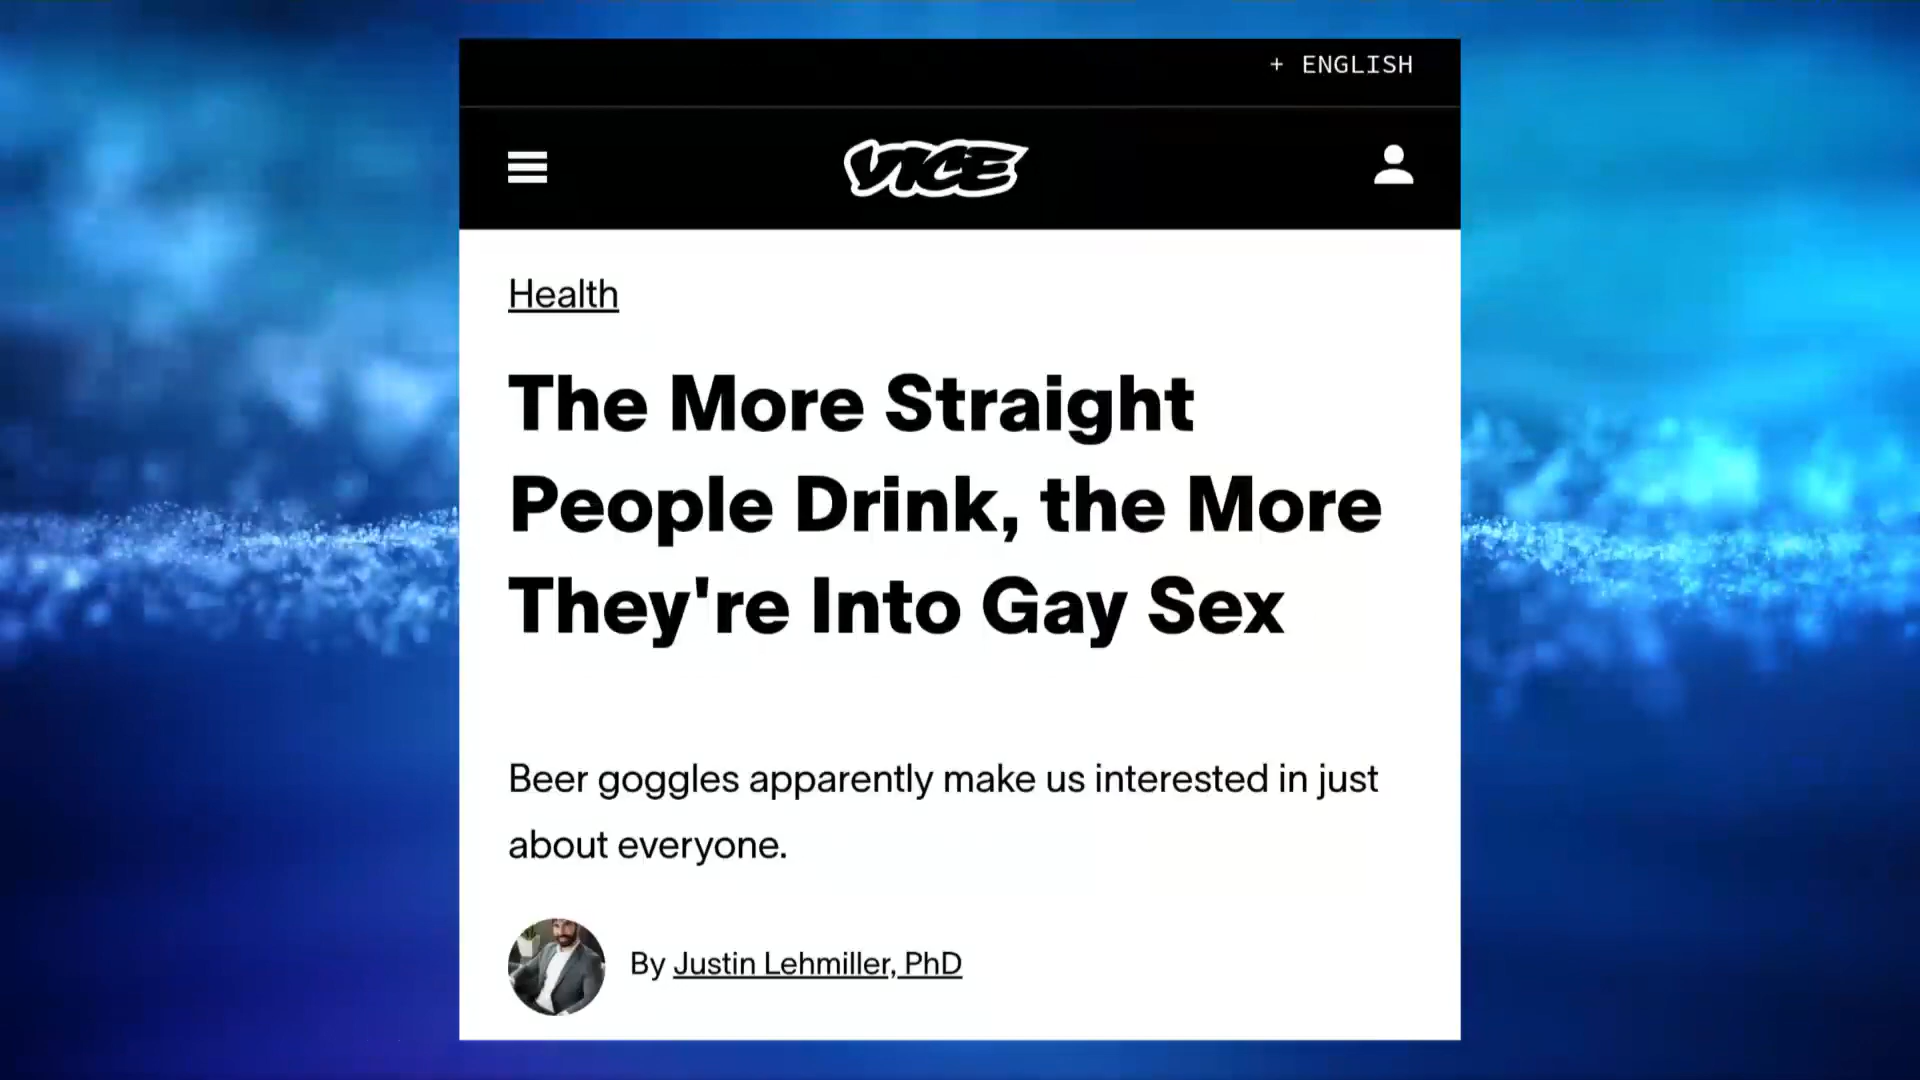 + ENGLISH
VICE
Health
The More Straight
People Drink, the More
They're Into Gay Sex
Beer goggles apparently make us interested in just
about everyone.
By Justin Lehmiller, PhD